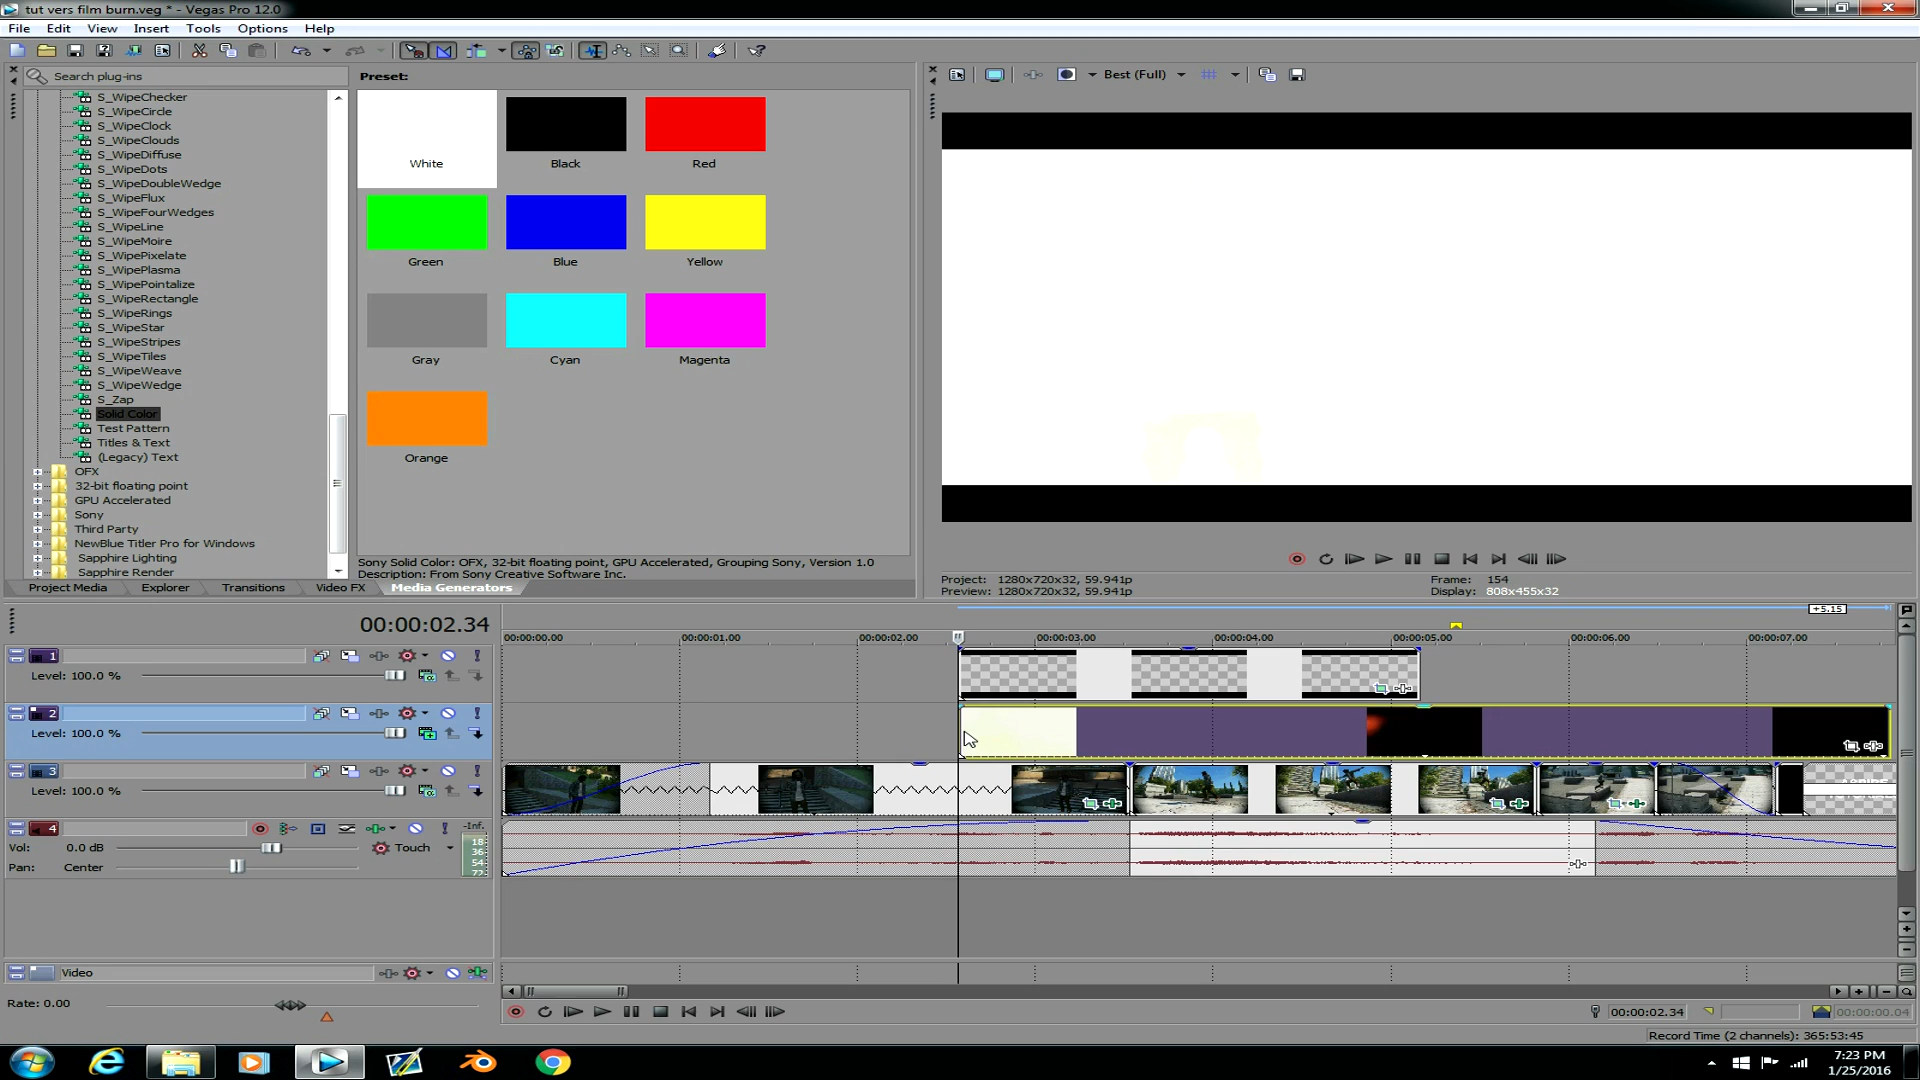 tut vers film burn.veg * - Vegas Pro 12.0
File Edit View Insert Tools Options Help
Search plug-ins
Preset:
Best (Full)
S_WipeChecker
S_WipeCircle
S_WipeClock
S_WipeClouds
S_WipeDiffuse
S_WipeDots
S_WipeDoubleWedge
S_WipeFlux
S_WipeFourWedges
S_WipeLine
S_WipeMoire
S_WipePixelate
S_WipePlasma
S_WipePointalize
S_WipeRectangle
S_WipeRings
S_WipeStar
S_WipeStripes
S_WipeTiles
S_WipeWeave
S_WipeWedge
S_Zap
Solid Color
Test Pattern
Titles & Text
(Legacy) Text
OFX
32-bit floating point
GPU Accelerated
Sony
Third Party
NewBlue Titler Pro for Windows
Sapphire Lighting
Sapphire Render
White Black Red
Green Blue Yellow
Gray Cyan Magenta
Orange
Sony Solid Color: OFX, 32-bit floating point, GPU Accelerated, Grouping Sony, Version 1.0
Description: From Sony Creative Software Inc.
Project Media Explorer Transitions Video FX Media Generators
Project: 1280x720x32, 59.941p
Preview: 1280x720x32, 59.941p
Frame: 154
Display: 808x455x32
+5.15
00:00:02.34
00:00:00.00 00:00:01.00 00:00:02.00 00:00:03.00 00:00:04.00 00:00:05.00 00:00:06.00 00:00:07.00
1
Level: 100.0 %
2
Level: 100.0 %
3
Level: 100.0 %
4
-Inf.
Vol: 0.0 dB Touch
Pan: Center
18
36
54
72
Video
Rate: 0.00
00:00:02.34
00:00:00.04
Record Time (2 channels): 365:53:45
7:23 PM
1/25/2016